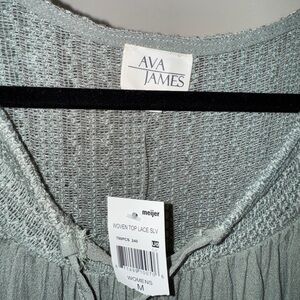 AVA
JAMES
meijer
WOVEN TOP LACE SLV
WOMENS
M